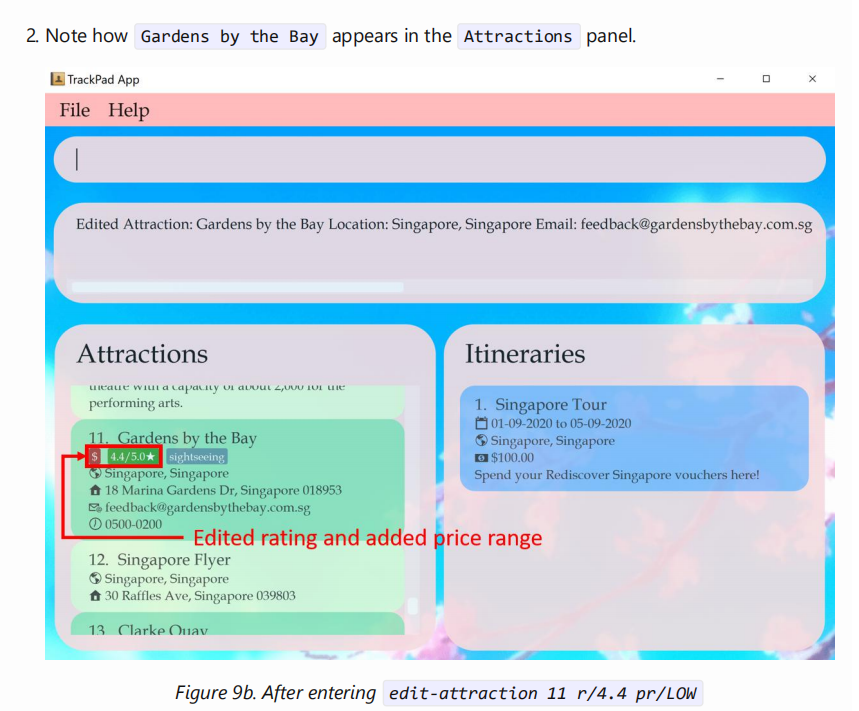 2. Note how Gardens by the Bay appears in the Attractions panel.
TrackPad App
File Help
Edited Attraction: Gardens by the Bay Location: Singapore, Singapore Email: feedback@gardensbythebay.com.sg
Attractions
theatre with a capacity of about 2,000 for the
performing arts.
11. Gardens by the Bay
$ 4.4/5.0★ sightseeing
Singapore, Singapore
18 Marina Gardens Dr, Singapore 018953
feedback@gardensbythebay.com.sg
0500-0200
Edited rating and added price range
12. Singapore Flyer
Singapore, Singapore
30 Raffles Ave, Singapore 039803
13. Clarke Quay
Itineraries
1. Singapore Tour
01-09-2020 to 05-09-2020
Singapore, Singapore
$100.00
Spend your Rediscover Singapore vouchers here!
Figure 9b. After entering edit-attraction 11 r/4.4 pr/LOW